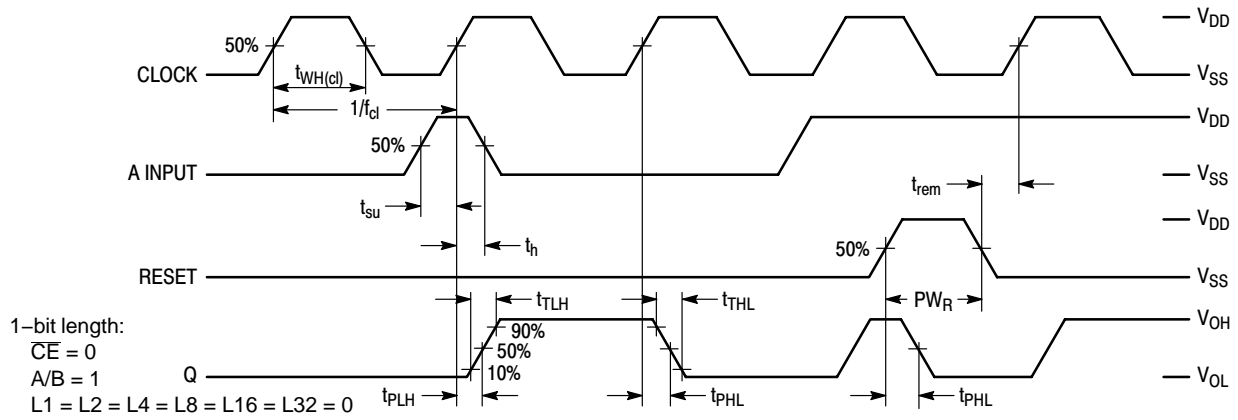 V_DD
50%
CLOCK
t_WH(cl)
V_SS
1/f_cl
V_DD
50%
A INPUT
V_SS
t_rem
t_su
V_DD
t_h
50%
RESET
V_SS
t_TLH
t_THL
PW_R
1–bit length:
V_OH
90%
CE = 0
50%
A/B = 1
Q
10%
V_OL
t_PLH
t_PHL
t_PHL
L1 = L2 = L4 = L8 = L16 = L32 = 0